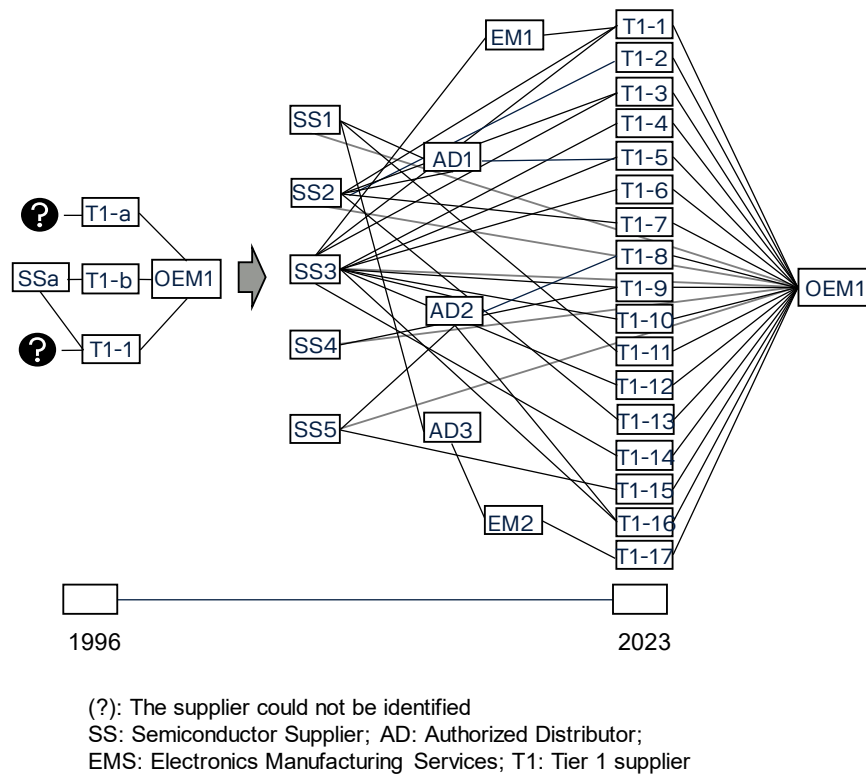 EM1
T1-1
T1-2
T1-3
SS1
T1-4
AD1
T1-5
SS2
T1-6
?
T1-a
T1-7
T1-8
SSa
T1-b
OEM1
SS3
T1-9
OEM1
AD2
T1-10
?
T1-1
SS4
T1-11
T1-12
SS5
AD3
T1-13
T1-14
T1-15
EM2
T1-16
T1-17
1996
2023
(?): The supplier could not be identified
SS: Semiconductor Supplier; AD: Authorized Distributor;
EMS: Electronics Manufacturing Services; T1: Tier 1 supplier